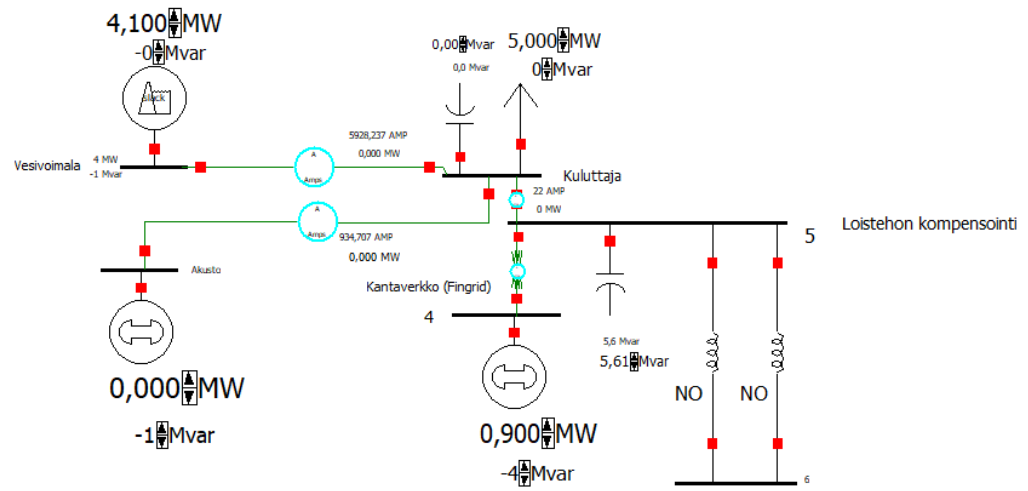 4,100 MW
-0 Mvar
slack
Vesivoimala
4 MW
-1 Mvar
5928,237 AMP
A
Amps
0,000 MW
0,00 Mvar
0,0 Mvar
5,000 MW
0 Mvar
Kuluttaja
22 AMP
0 MW
A
Amps
934,707 AMP
0,000 MW
Akusto
0,000 MW
-1 Mvar
5
Loistehon kompensointi
Kantaverkko (Fingrid)
4
0,900 MW
-4 Mvar
5,6 Mvar
5,61 Mvar
NO
NO
6